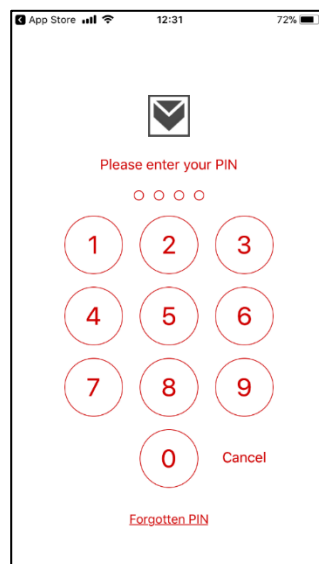 App Store 12:31 72%
Please enter your PIN
1 2 3
4 5 6
7 8 9
0 Cancel
Forgotten PIN